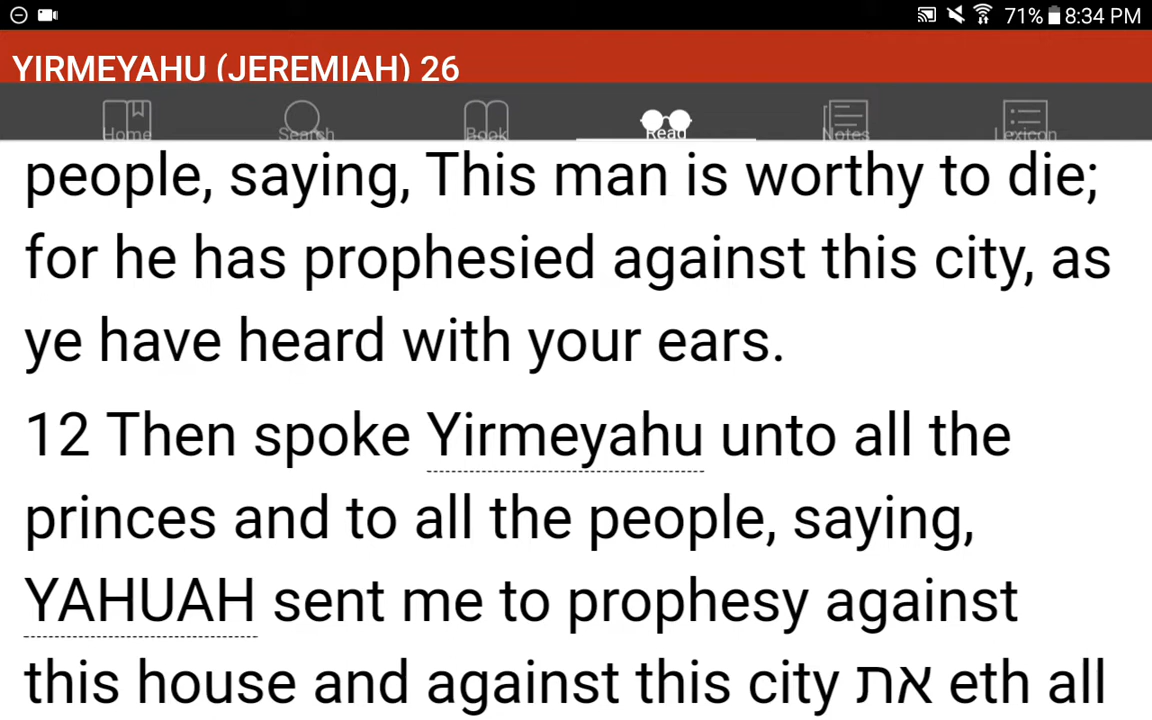 71% 8:34 PM
YIRMEYAHU (JEREMIAH) 26
Home Search Book Read Notes Lexicon
people, saying, This man is worthy to die;
for he has prophesied against this city, as
ye have heard with your ears.
12 Then spoke Yirmeyahu unto all the
princes and to all the people, saying,
YAHUAH sent me to prophesy against
this house and against this city את eth all